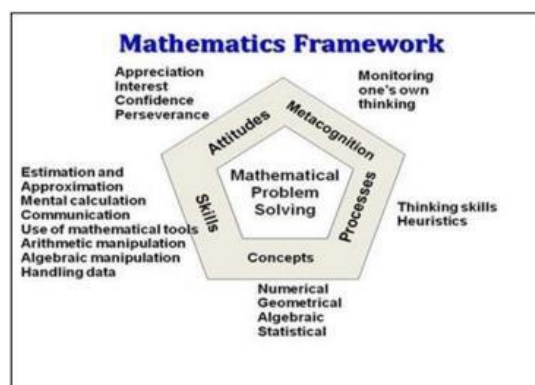 Mathematics Framework
Appreciation
Interest
Confidence
Perseverance
Monitoring
one's own
thinking
Attitudes
Metacognition
Mathematical
Problem
Solving
Skills
Processes
Concepts
Estimation and
Approximation
Mental calculation
Communication
Use of mathematical tools
Arithmetic manipulation
Algebraic manipulation
Handling data
Thinking skills
Heuristics
Numerical
Geometrical
Algebraic
Statistical